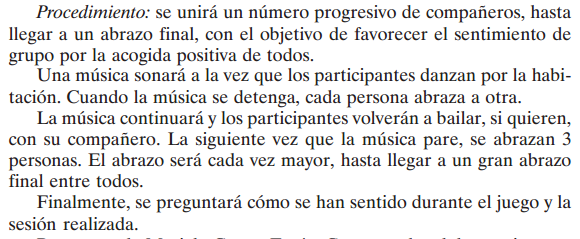 Procedimiento: se unirá un número progresivo de compañeros, hasta
llegar a un abrazo final, con el objetivo de favorecer el sentimiento de
grupo por la acogida positiva de todos.
Una música sonará a la vez que los participantes danzan por la habi-
tación. Cuando la música se detenga, cada persona abraza a otra.
La música continuará y los participantes volverán a bailar, si quieren,
con su compañero. La siguiente vez que la música pare, se abrazan 3
personas. El abrazo será cada vez mayor, hasta llegar a un gran abrazo
final entre todos.
Finalmente, se preguntará cómo se han sentido durante el juego y la
sesión realizada.